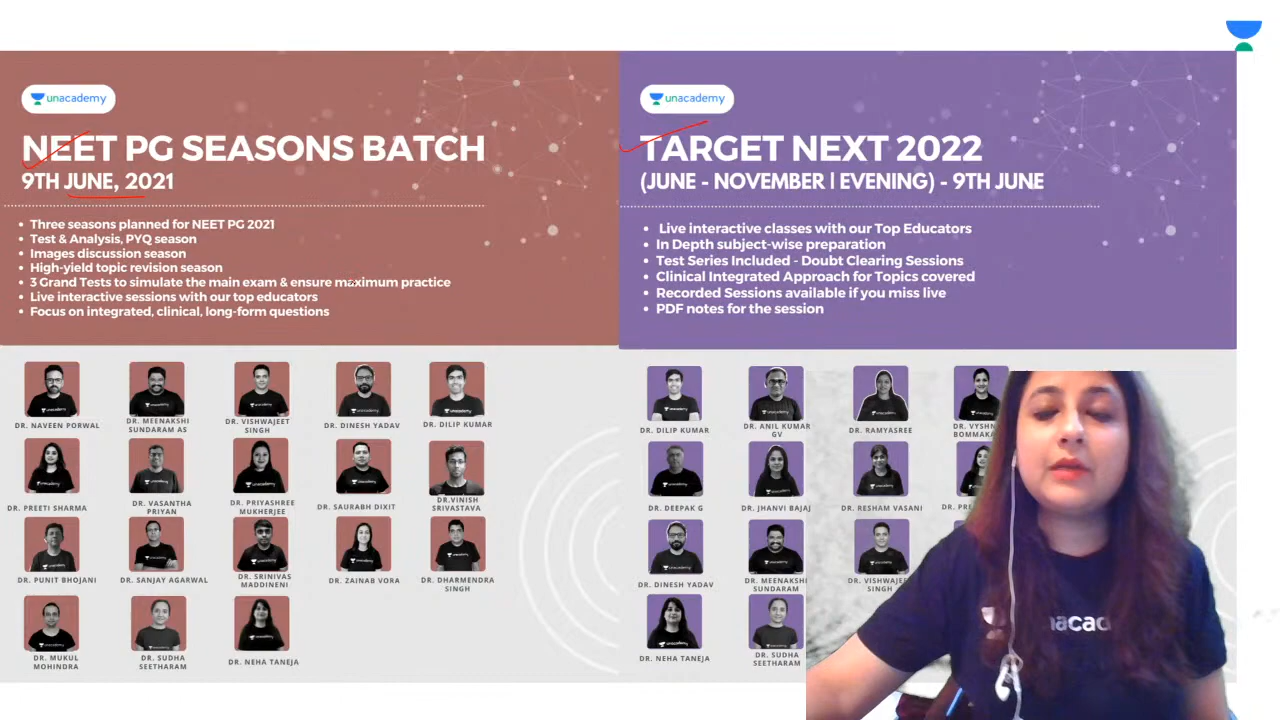 unacademy
NEET PG SEASONS BATCH
9TH JUNE, 2021
Three seasons planned for NEET PG 2021
Test & Analysis, PYQ season
Images discussion season
High-yield topic revision season
3 Grand Tests to simulate the main exam & ensure maximum practice
Live interactive sessions with our top educators
Focus on integrated, clinical, long-form questions
DR. NAVEEN PORWAL
DR. MEENAKSHI
SUNDARAM AS
DR. VISHWAJEET
SINGH
DR. DINESH YADAV
DR. DILIP KUMAR
DR. PREETI SHARMA
DR. VASANTHA
PRIYAN
DR. PRIYASHREE
MUKHERJEE
DR. SAURABH DIXIT
DR.VINISH
SRIVASTAVA
DR. PUNIT BHOJANI
DR. SANJAY AGARWAL
DR. SRINIVAS
MADDINENI
DR. ZAINAB VORA
DR. DHARMENDRA
SINGH
DR. MUKUL
MOHINDRA
DR. SUDHA
SEETHARAM
DR. NEHA TANEJA
unacademy
TARGET NEXT 2022
(JUNE - NOVEMBER | EVENING) - 9TH JUNE
Live interactive classes with our Top Educators
In Depth subject-wise preparation
Test Series Included - Doubt Clearing Sessions
Clinical Integrated Approach for Topics covered
Recorded Sessions available if you miss live
PDF notes for the session
DR. DILIP KUMAR
DR. ANIL KUMAR
GV
DR. RAMYASREE
DR. VYSHN
BOMMAKA
DR. DEEPAK G
DR. JHANVI BAJAJ
DR. RESHAM VASANI
DR. PRE
DR. DINESH YADAV
DR. MEENAKSHI
SUNDARAM
DR. VISHWAJEE
SINGH
DR. NEHA TANEJA
DR. SUDHA
SEETHARAM